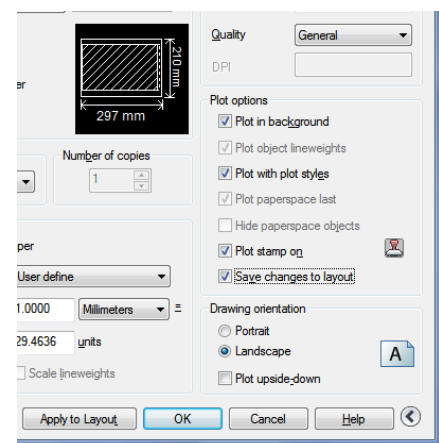 Quality
General
DPI
er
210 mm
297 mm
Plot options
Plot in background
Plot object lineweights
Number of copies
1
Plot with plot styles
Plot paperspace last
Hide paperspace objects
per
Plot stamp on
User define
Save changes to layout
1.0000
Millimeters
=
Drawing orientation
Portrait
29.4636
units
Landscape
A
Scale lineweights
Plot upside-down
Apply to Layout
OK
Cancel
Help